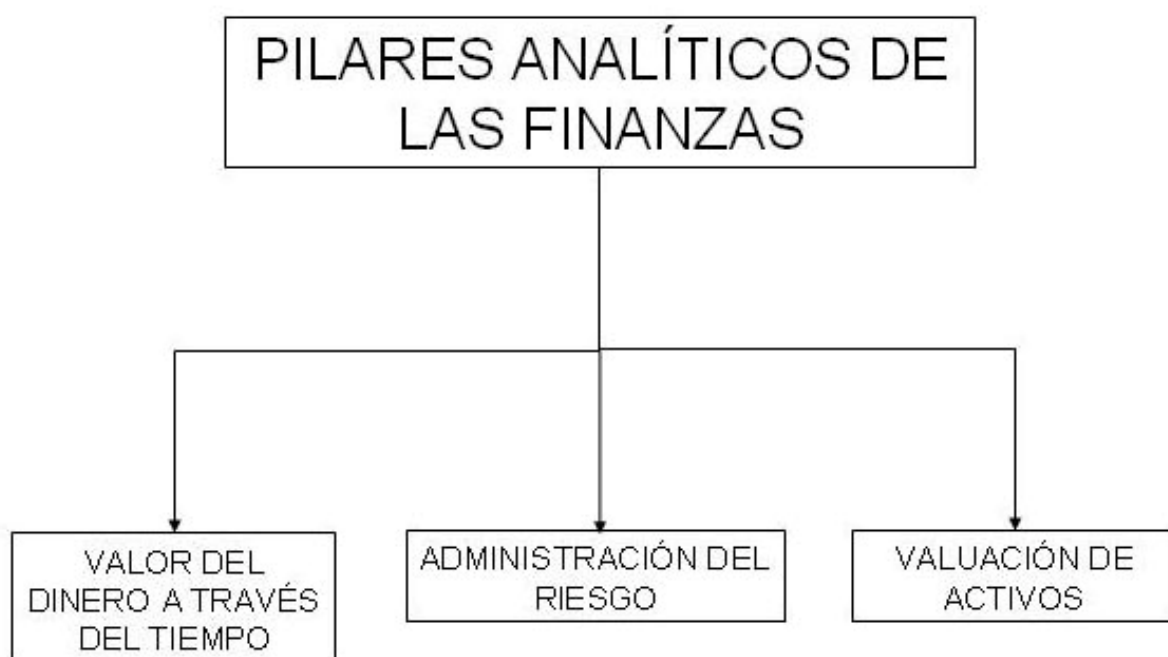 PILARES ANALÍTICOS DE
LAS FINANZAS
VALOR DEL
DINERO A TRAVÉS
DEL TIEMPO
ADMINISTRACIÓN DEL
RIESGO
VALUACIÓN DE
ACTIVOS